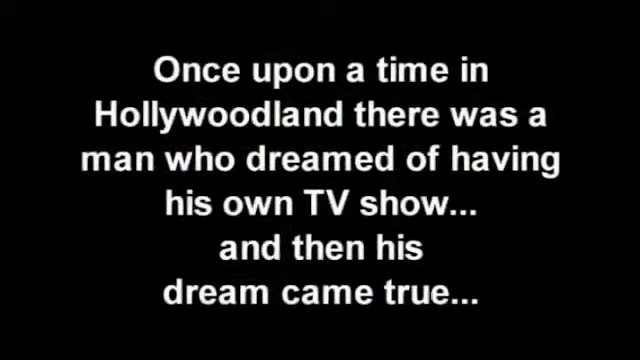 Once upon a time in
Hollywoodland there was a
man who dreamed of having
his own TV show...
and then his
dream came true...